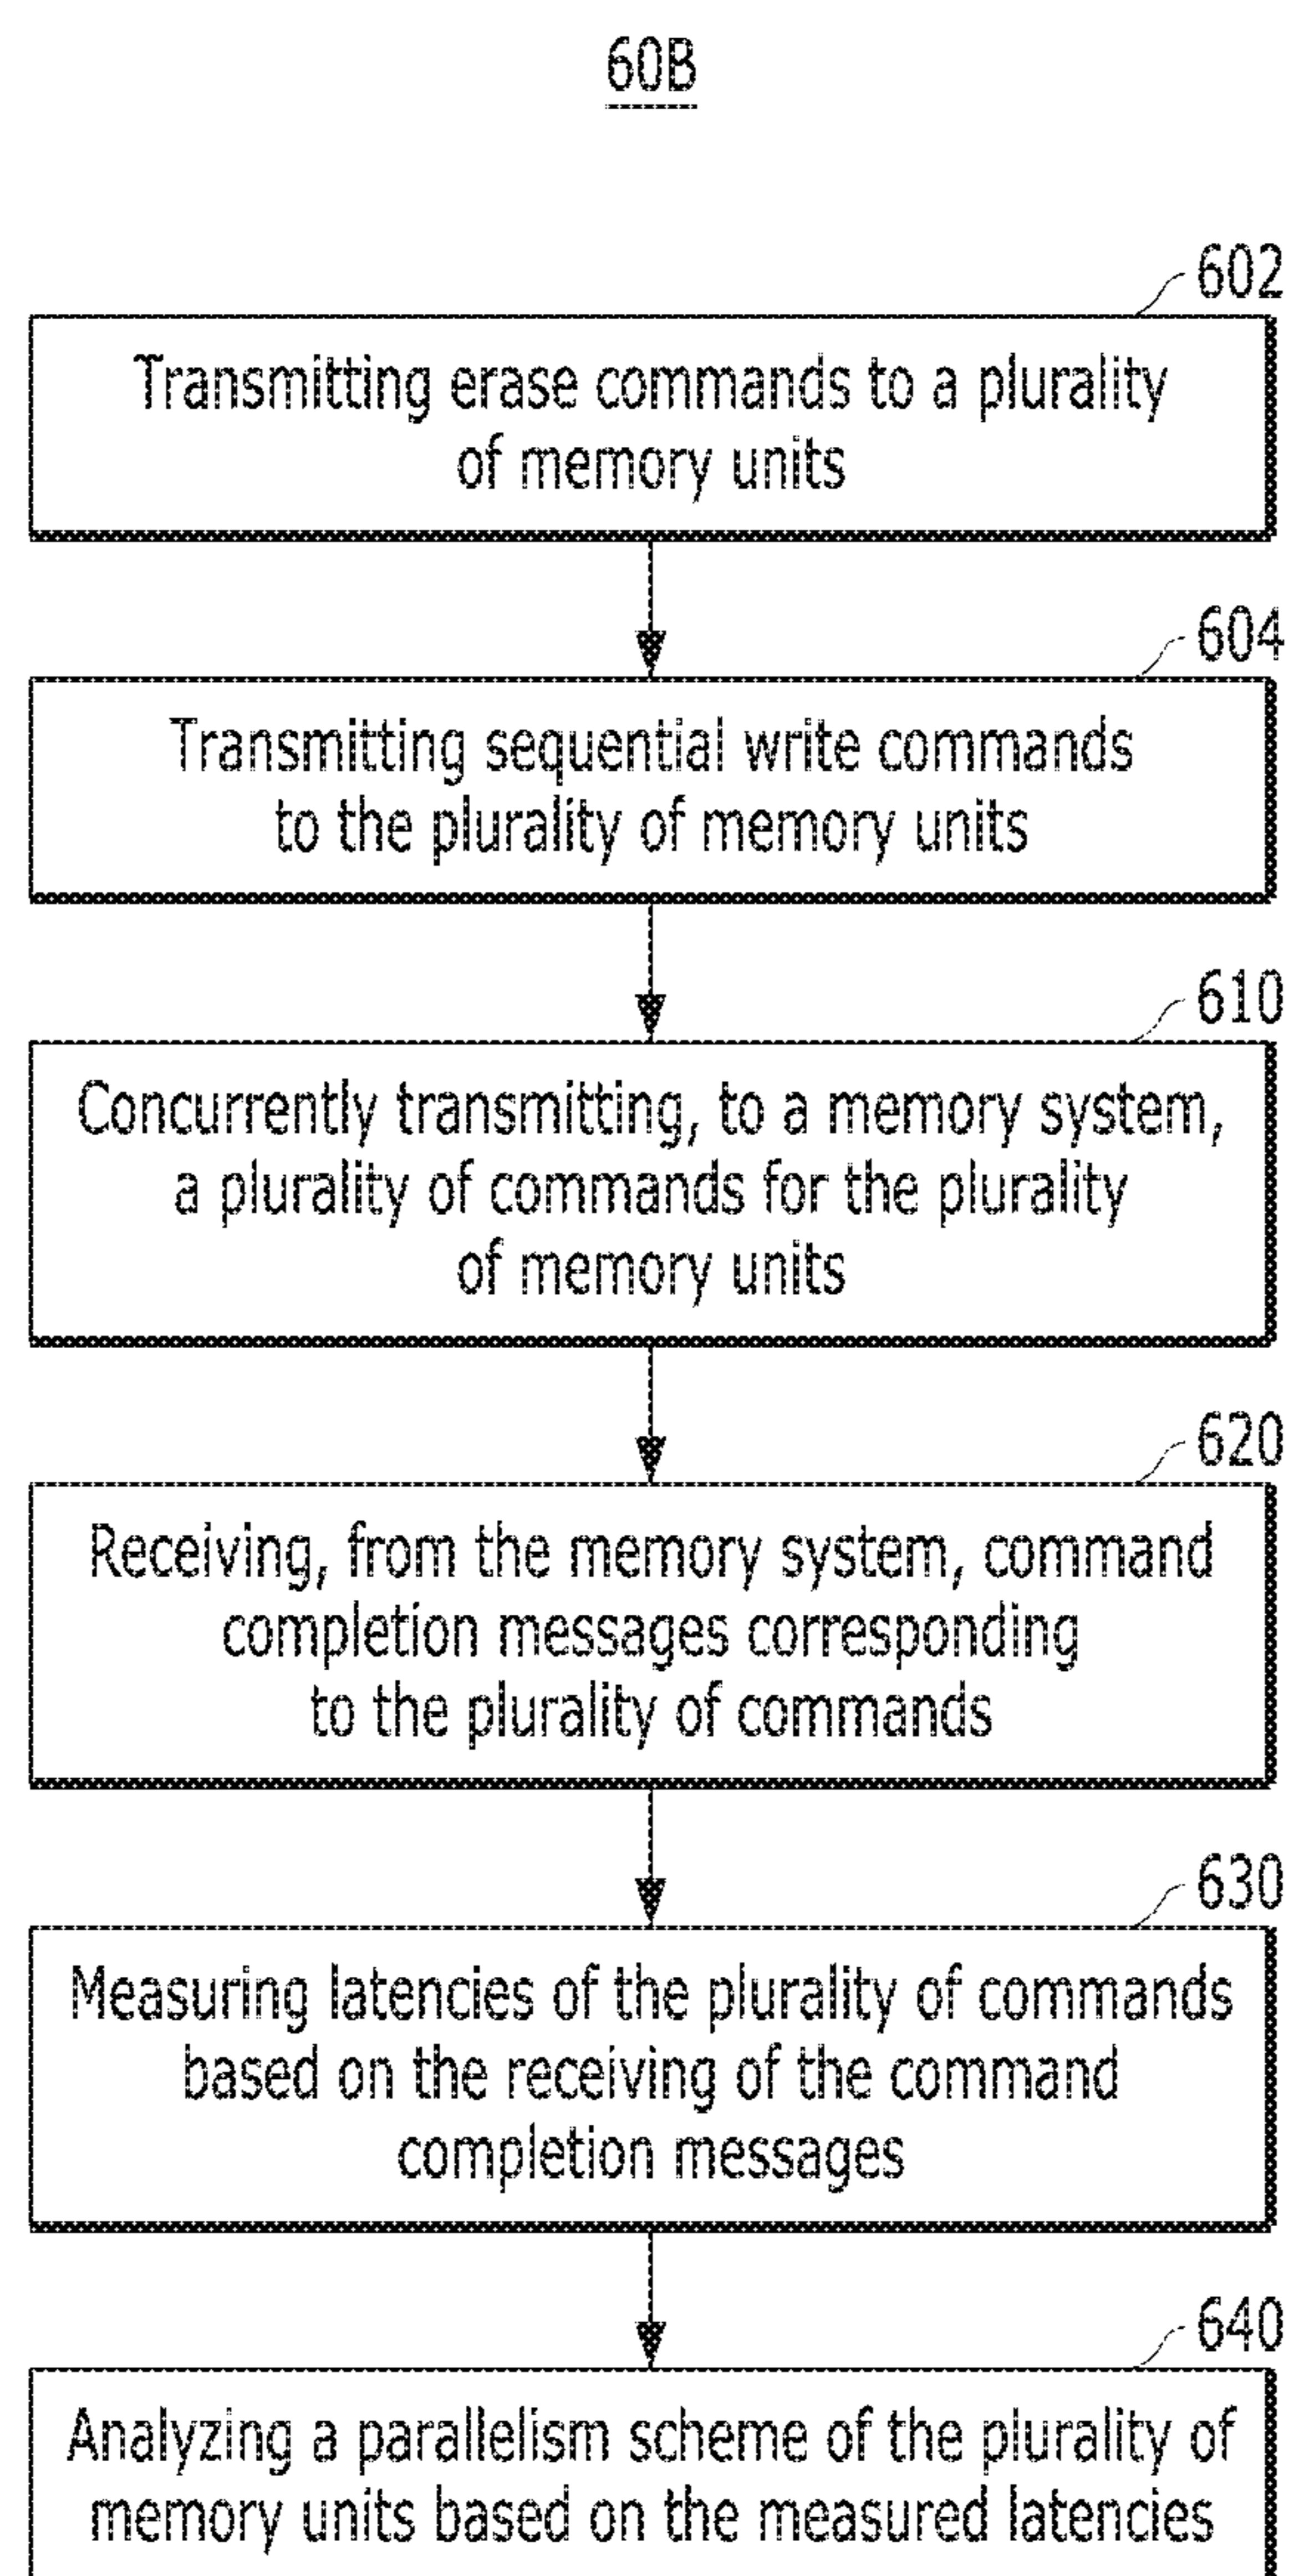 60B
602
Transmitting erase commands to a plurality
of memory units
604
Transmitting sequential write commands
to the plurality of memory units
610
Concurrently transmitting, to a memory system,
a plurality of commands for the plurality
of memory units
620
Receiving, from the memory system, command
completion messages corresponding
to the plurality of commands
630
Measuring latencies of the plurality of commands
based on the receiving of the command
completion messages
640
Analyzing a parallelism scheme of the plurality of
memory units based on the measured latencies